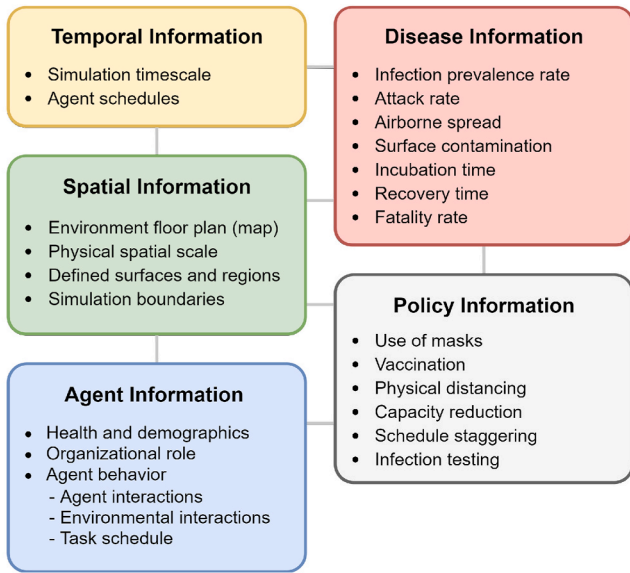 Temporal Information
• Simulation timescale
• Agent schedules
Spatial Information
• Environment floor plan (map)
• Physical spatial scale
• Defined surfaces and regions
• Simulation boundaries
Agent Information
• Health and demographics
• Organizational role
• Agent behavior
- Agent interactions
- Environmental interactions
- Task schedule
Disease Information
• Infection prevalence rate
• Attack rate
• Airborne spread
• Surface contamination
• Incubation time
• Recovery time
• Fatality rate
Policy Information
• Use of masks
• Vaccination
• Physical distancing
• Capacity reduction
• Schedule staggering
• Infection testing